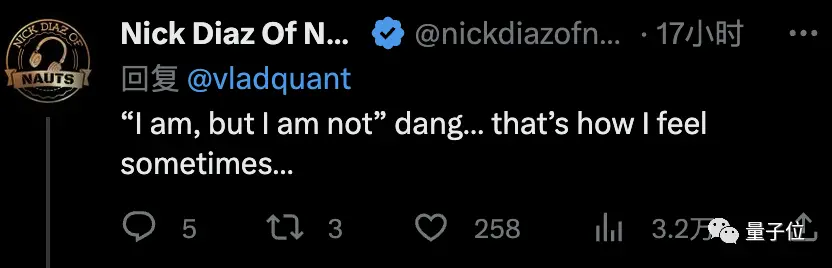 NICK DIAZ OF
NAUTS
Nick Diaz Of N... @nickdiazofn... · 17小时
回复 @vladquant
“I am, but I am not” dang... that’s how I feel
sometimes...
5 3 258 3.2万
量子位